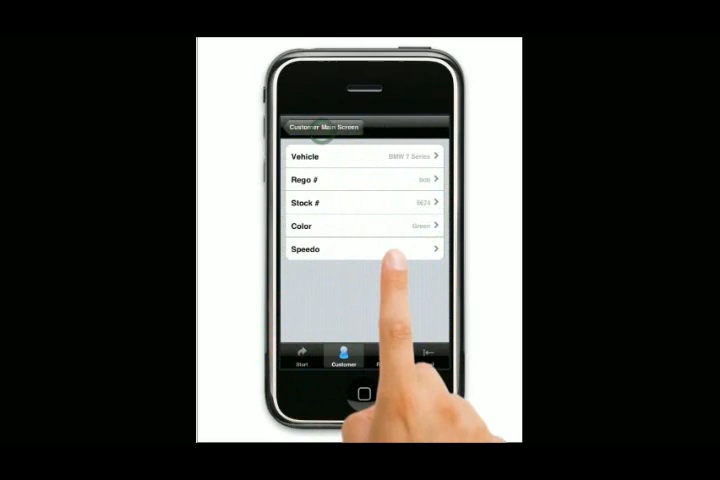 Customer Main Screen
Vehicle BMW 7 Series
Rego #
Stock #
Color Green
Speedo
Start Customer